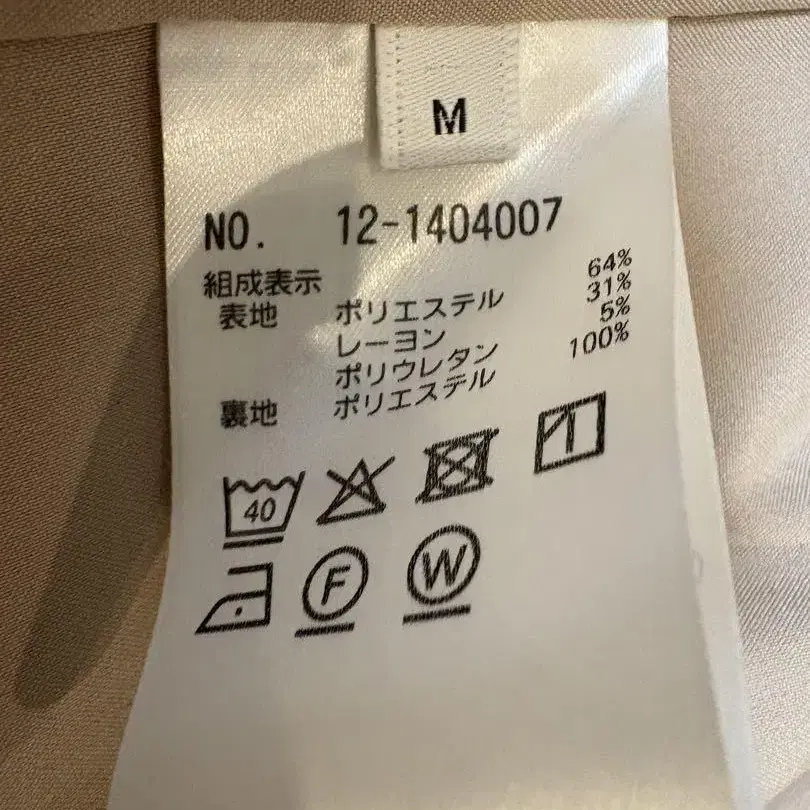 M
NO. 12-1404007
組成表示
表地 ポリエステル 64%
レーヨン 31%
ポリウレタン 5%
裏地 ポリエステル 100%
40
F W